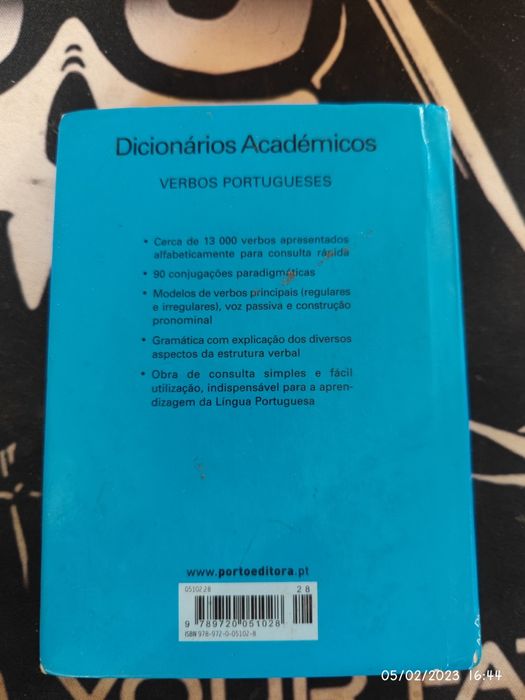 Dicionários Académicos
VERBOS PORTUGUESES
• Cerca de 13 000 verbos apresentados
alfabeticamente para consulta rápida
• 90 conjugações paradigmáticas
• Modelos de verbos principais (regulares
e irregulares), voz passiva e construção
pronominal
• Gramática com explicação dos diversos
aspectos da estrutura verbal
• Obra de consulta simples e fácil
utilização, indispensável para a apren-
dizagem da Língua Portuguesa
www.portoeditora.pt
05102.28
28
9 789720 051028
ISBN 978-972-0-05102-8
05/02/2023 16:44
YOUR